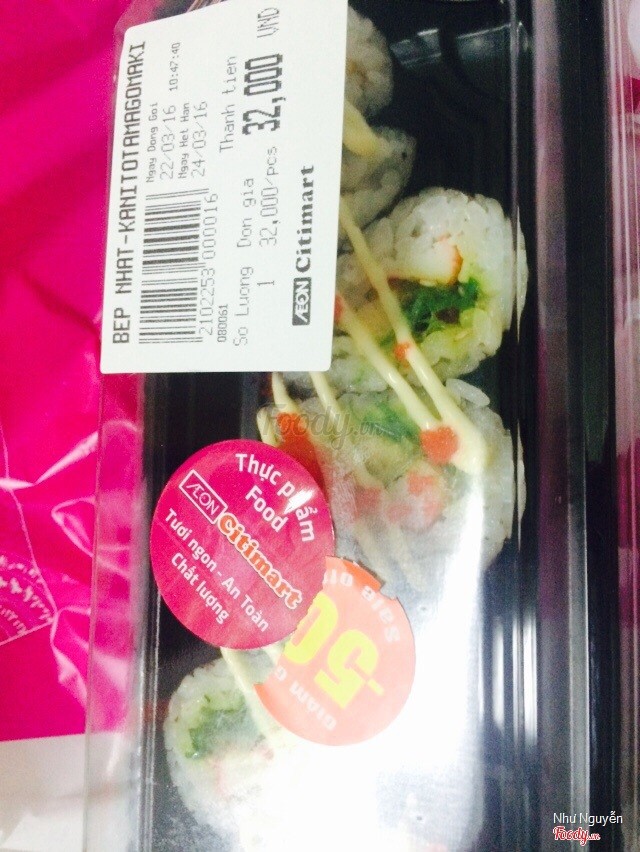 BEP NHAT-KANITOTAMAGOMAKI
Ngay Dong Goi
22/03/16 10:47:40
Ngay Het Han
24/03/16
2102253 000016
080061
So Luong Don gia Thanh tien
1 32,000/pcs 32,000 VND
ÆON Citimart
Thực phẩm
Food
ÆON Citimart
Tươi ngon - An Toàn
Chất lượng
-50
Foody.vn
Như Nguyễn
Foody.vn